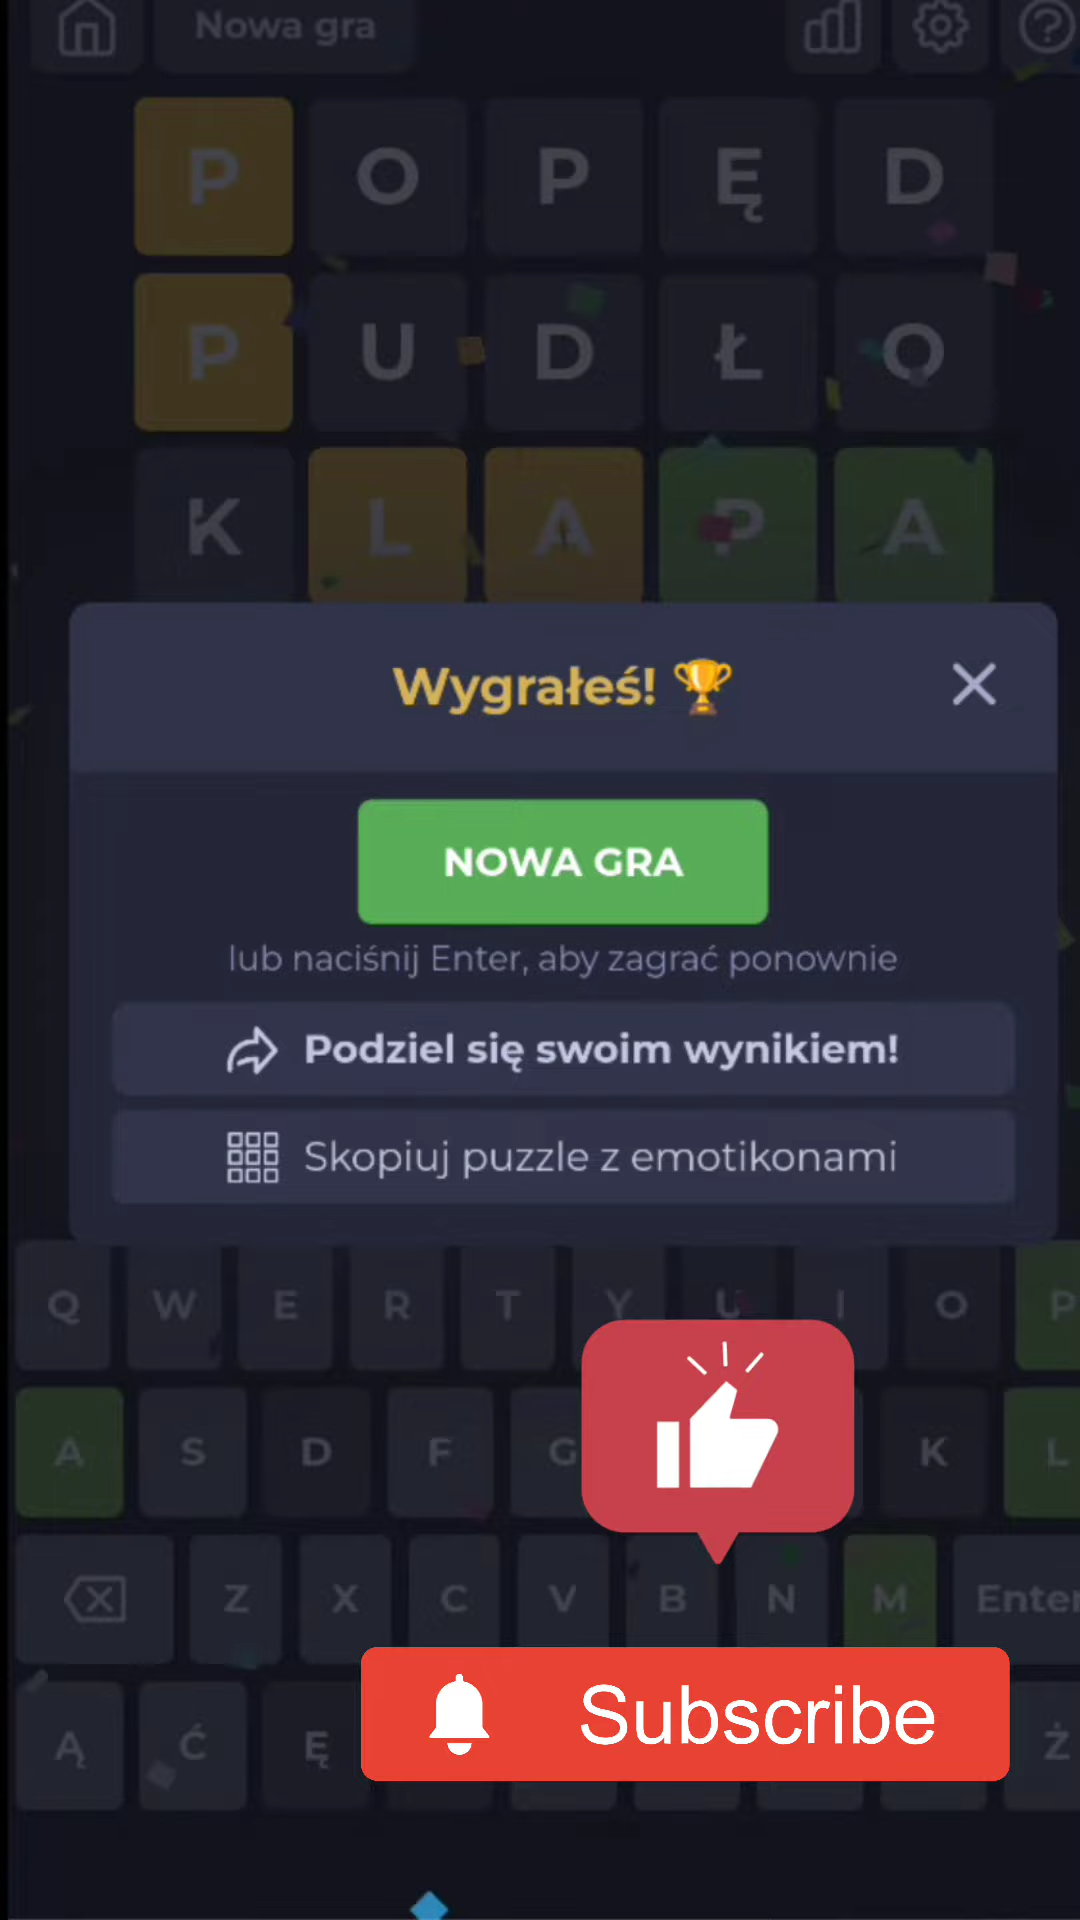 Nowa gra
P O P Ę D
P U D Ł O
K L A P A
Wygrałeś!
NOWA GRA
lub naciśnij Enter, aby zagrać ponownie
Podziel się swoim wynikiem!
Skopiuj puzzle z emotikonami
Q W E R T Y U I O P
A S D F G K L
Z X C V B N M Enter
Ą Ć Ę Ż
Subscribe